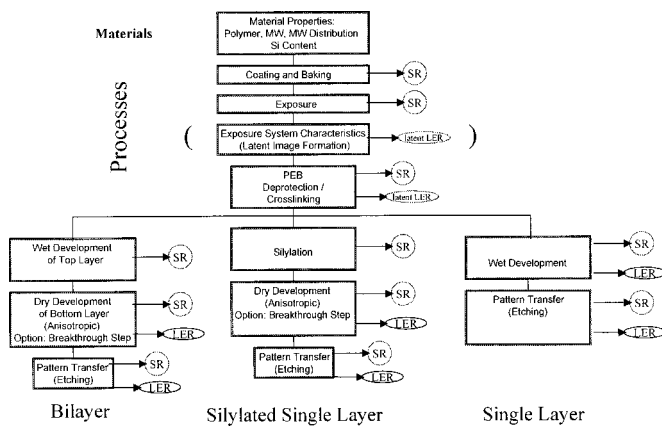 Materials
Material Properties:
Polymer, MW, MW Distribution
Si Content
Processes
Coating and Baking
SR
Exposure
SR
(
Exposure System Characteristics
(Latent Image Formation)
latent LER
)
PEB
Deprotection /
Crosslinking
SR
latent LER
Wet Development
of Top Layer
SR
Dry Development
of Bottom Layer
(Anisotropic)
Option: Breakthrough Step
SR
LER
Pattern Transfer
(Etching)
SR
LER
Bilayer
Silylation
SR
Dry Development
(Anisotropic)
Option: Breakthrough Step
SR
LER
Pattern Transfer
(Etching)
SR
LER
Silylated Single Layer
Wet Development
SR
LER
Pattern Transfer
(Etching)
SR
LER
Single Layer